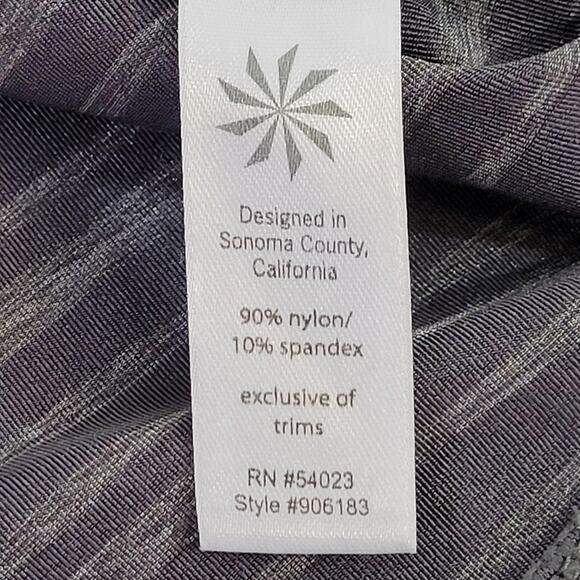 Designed in
Sonoma County,
California
90% nylon/
10% spandex
exclusive of
trims
RN #54023
Style #906183